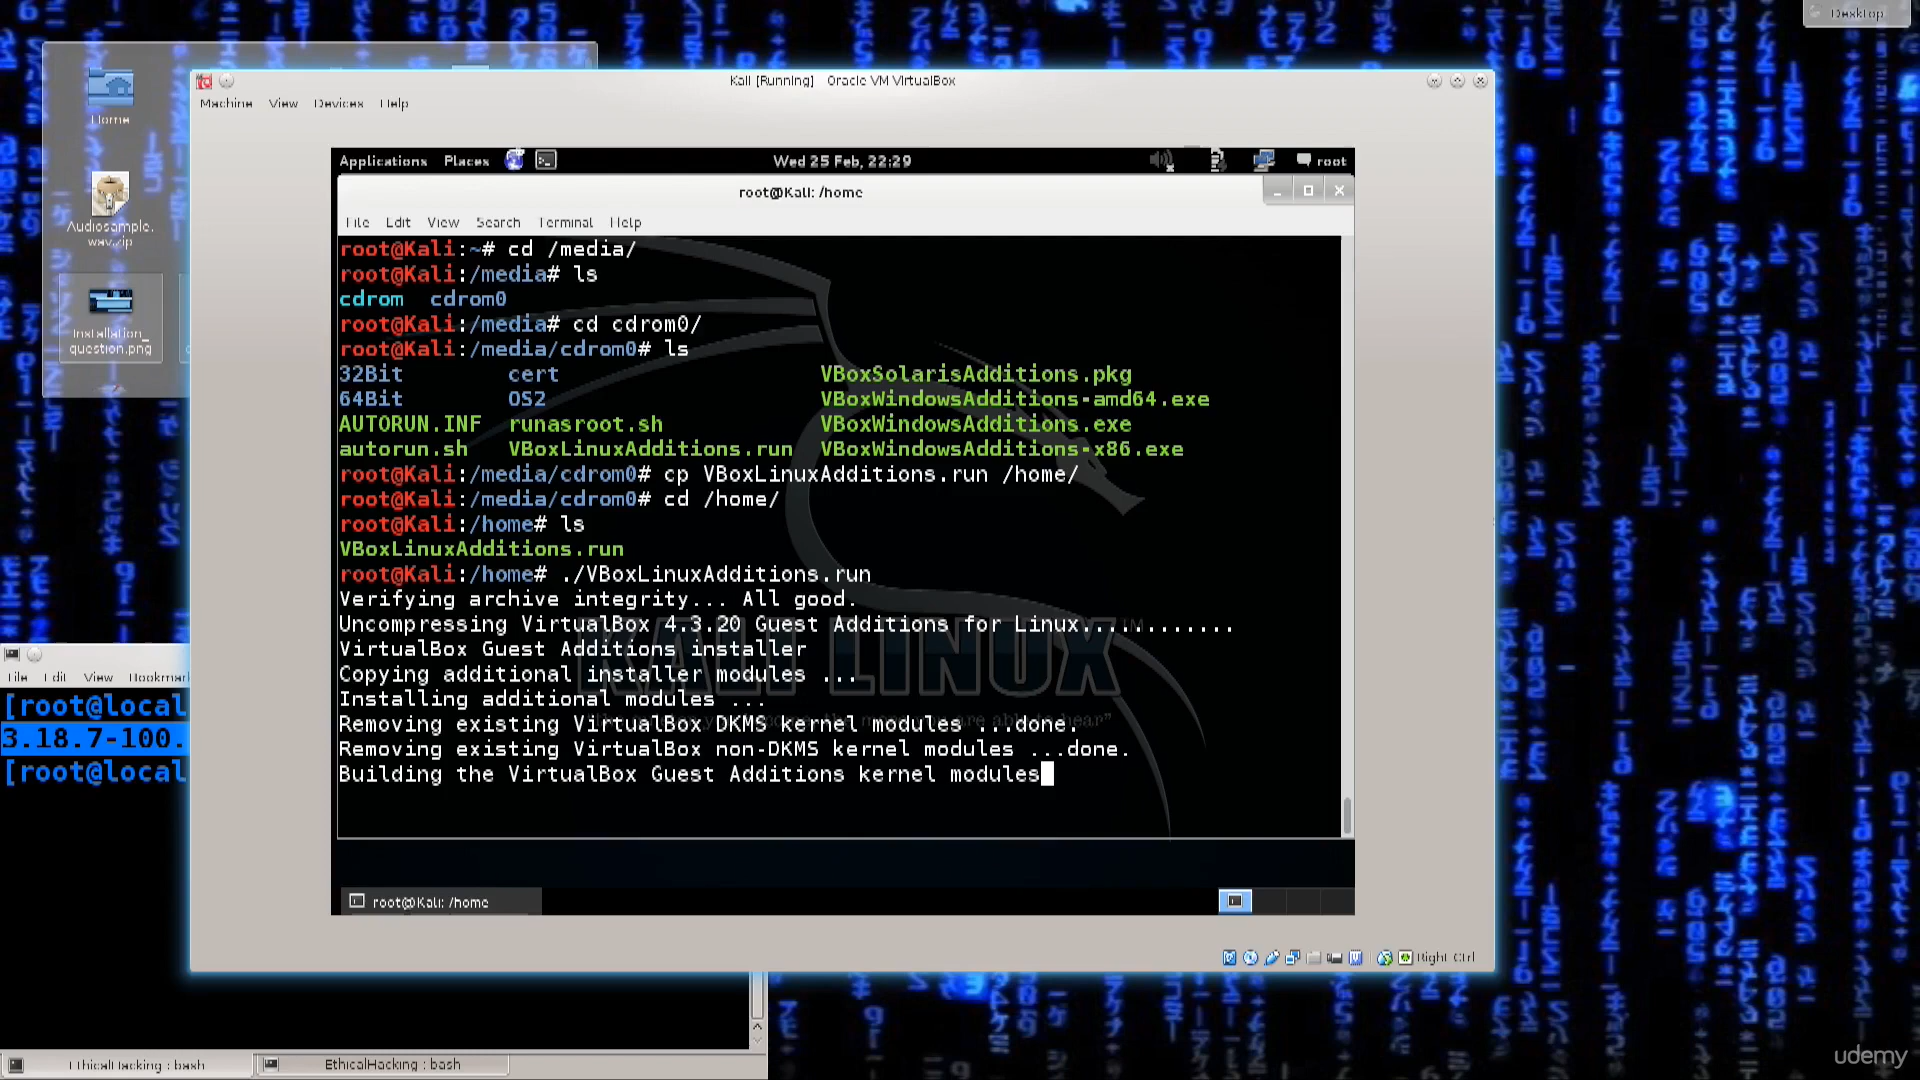 Desktop
Home
Audiosample.
wav.zip
Installation_
question.png
Kali [Running]   Oracle VM VirtualBox
Machine View Devices Help
Applications Places
Wed 25 Feb, 22:29
root
root@Kali: /home
File Edit View Search Terminal Help
root@Kali:~# cd /media/
root@Kali:/media# ls
cdrom  cdrom0
root@Kali:/media# cd cdrom0/
root@Kali:/media/cdrom0# ls
32Bit        cert                    VBoxSolarisAdditions.pkg
64Bit        OS2                     VBoxWindowsAdditions-amd64.exe
AUTORUN.INF  runasroot.sh            VBoxWindowsAdditions.exe
autorun.sh   VBoxLinuxAdditions.run  VBoxWindowsAdditions-x86.exe
root@Kali:/media/cdrom0# cp VBoxLinuxAdditions.run /home/
root@Kali:/media/cdrom0# cd /home/
root@Kali:/home# ls
VBoxLinuxAdditions.run
root@Kali:/home# ./VBoxLinuxAdditions.run
Verifying archive integrity... All good.
Uncompressing VirtualBox 4.3.20 Guest Additions for Linux............
VirtualBox Guest Additions installer
Copying additional installer modules ...
Installing additional modules ...
Removing existing VirtualBox DKMS kernel modules ...done.
Removing existing VirtualBox non-DKMS kernel modules ...done.
Building the VirtualBox Guest Additions kernel modules
KALI LINUX
root@Kali: /home
Right Ctrl
File Edit View Bookmark
[root@local
3.18.7-100.
[root@local
EthicalHacking : bash
EthicalHacking : bash
udemy